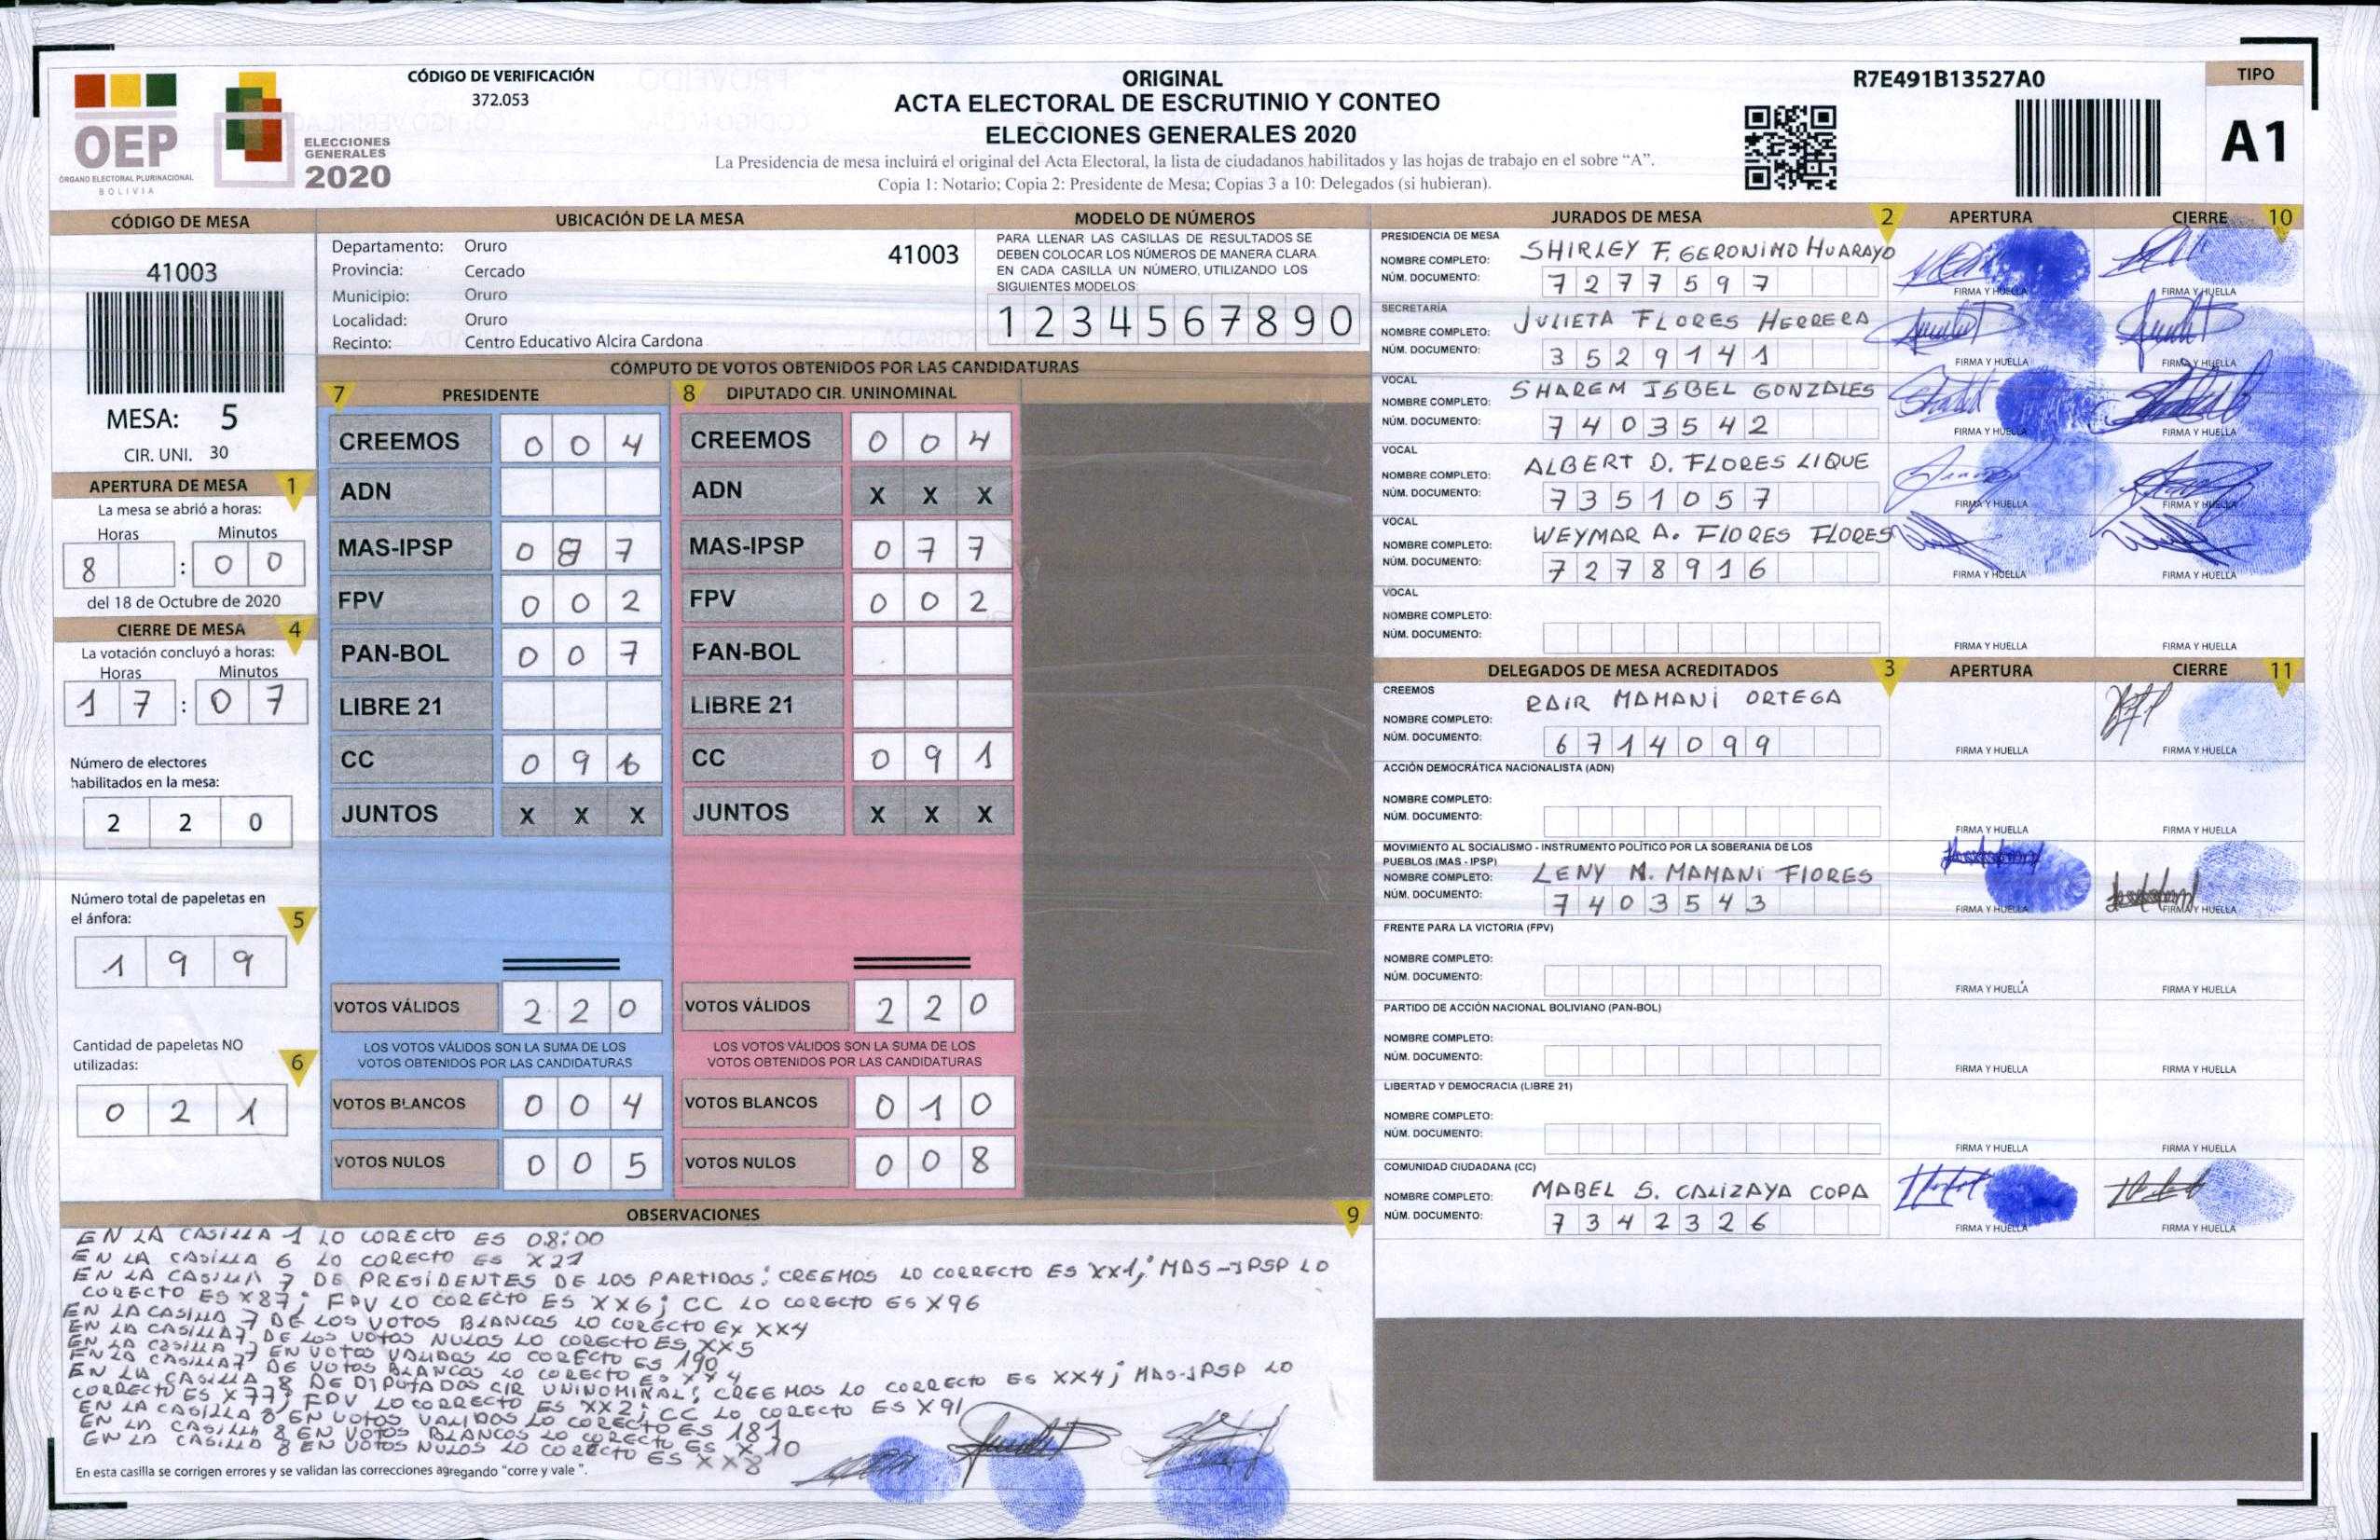 CÓDIGO DE VERIFICACIÓN
372.053
ORIGINAL
ACTA ELECTORAL DE ESCRUTINIO Y CONTEO
ELECCIONES GENERALES 2020
La Presidencia de mesa incluirá el original del Acta Electoral, la lista de ciudadanos habilitados y las hojas de trabajo en el sobre “A”.
Copia 1: Notario; Copia 2: Presidente de Mesa; Copias 3 a 10: Delegados (si hubieran).
R7E491B13527A0
TIPO
A1
OEP
ÓRGANO ELECTORAL PLURINACIONAL
BOLIVIA
ELECCIONES
GENERALES
2020
CÓDIGO DE MESA
41003
MESA: 5
CIR. UNI. 30
APERTURA DE MESA 1
La mesa se abrió a horas:
Horas Minutos
8 : 0 0
del 18 de Octubre de 2020
CIERRE DE MESA 4
La votación concluyó a horas:
Horas Minutos
1 7 : 0 7
Número de electores
habilitados en la mesa:
2 2 0
Número total de papeletas en
el ánfora: 5
1 9 9
Cantidad de papeletas NO
utilizadas: 6
0 2 1
UBICACIÓN DE LA MESA
Departamento: Oruro 41003
Provincia: Cercado
Municipio: Oruro
Localidad: Oruro
Recinto: Centro Educativo Alcira Cardona
MODELO DE NÚMEROS
PARA LLENAR LAS CASILLAS DE RESULTADOS SE
DEBEN COLOCAR LOS NÚMEROS DE MANERA CLARA
EN CADA CASILLA UN NÚMERO, UTILIZANDO LOS
SIGUIENTES MODELOS:
1 2 3 4 5 6 7 8 9 0
CÓMPUTO DE VOTOS OBTENIDOS POR LAS CANDIDATURAS
7 PRESIDENTE
CREEMOS 0 0 4
ADN
MAS-IPSP 0 8 7
FPV 0 0 2
PAN-BOL 0 0 7
LIBRE 21
CC 0 9 6
JUNTOS X X X
VOTOS VÁLIDOS 2 2 0
LOS VOTOS VÁLIDOS SON LA SUMA DE LOS
VOTOS OBTENIDOS POR LAS CANDIDATURAS
VOTOS BLANCOS 0 0 4
VOTOS NULOS 0 0 5
8 DIPUTADO CIR. UNINOMINAL
CREEMOS 0 0 4
ADN X X X
MAS-IPSP 0 7 7
FPV 0 0 2
PAN-BOL
LIBRE 21
CC 0 9 1
JUNTOS X X X
VOTOS VÁLIDOS 2 2 0
LOS VOTOS VÁLIDOS SON LA SUMA DE LOS
VOTOS OBTENIDOS POR LAS CANDIDATURAS
VOTOS BLANCOS 0 1 0
VOTOS NULOS 0 0 8
OBSERVACIONES 9
EN LA CASILLA 1 LO CORECTO ES 08:00
EN LA CASILLA 6 LO CORECTO ES X21
EN LA CASILLA 7 DE PRESIDENTES DE LOS PARTIDOS: CREEMOS LO CORRECTO ES XX1; MAS-IPSP LO
CORECTO ES X87; FPV LO CORECTO ES XX6; CC LO CORECTO ES X96
EN LA CASILLA 7 DE LOS VOTOS BLANCOS LO CORECTO EX XX4
EN LA CASILLA 7 DE LOS VOTOS NULOS LO CORECTO ES XX5
EN LA CASILLA 7 EN VOTOS VALIDOS LO CORECTO ES 190
EN LA CASILLA 7 DE VOTOS BLANCOS LO CORECTO ES XX4
EN LA CASILLA 8 DE DIPUTADOS CIR UNINOMINAL: CREEMOS LO CORRECTO ES XX4; MAS-IPSP LO
CORRECTO ES X77; FPV LO CORRECTO ES XX2; CC LO CORECTO ES X91
EN LA CASILLA 8 EN VOTOS VALIDOS LO CORECTO ES 181
EN LA CASILLA 8 EN VOTOS BLANCOS LO CORECTO ES X10
EN LA CASILLA 8 EN VOTOS NULOS LO CORECTO ES XX8
En esta casilla se corrigen errores y se validan las correcciones agregando “corre y vale”.
JURADOS DE MESA 2 APERTURA CIERRE 10
PRESIDENCIA DE MESA
NOMBRE COMPLETO: SHIRLEY F. GERONIMO HUARAYO
NÚM. DOCUMENTO: 7 2 7 7 5 9 7
FIRMA Y HUELLA FIRMA Y HUELLA
SECRETARÍA
NOMBRE COMPLETO: JULIETA FLORES HERRERA
NÚM. DOCUMENTO: 3 5 2 9 1 4 1
FIRMA Y HUELLA FIRMA Y HUELLA
VOCAL
NOMBRE COMPLETO: SHAREM ISBEL GONZALES
NÚM. DOCUMENTO: 7 4 0 3 5 4 2
FIRMA Y HUELLA FIRMA Y HUELLA
VOCAL
NOMBRE COMPLETO: ALBERT D. FLORES LIQUE
NÚM. DOCUMENTO: 7 3 5 1 0 5 7
FIRMA Y HUELLA FIRMA Y HUELLA
VOCAL
NOMBRE COMPLETO: WEYMAR A. FLORES FLORES
NÚM. DOCUMENTO: 7 2 7 8 9 1 6
FIRMA Y HUELLA FIRMA Y HUELLA
VOCAL
NOMBRE COMPLETO:
NÚM. DOCUMENTO:
FIRMA Y HUELLA FIRMA Y HUELLA
DELEGADOS DE MESA ACREDITADOS 3 APERTURA CIERRE 11
CREEMOS
NOMBRE COMPLETO: RAIR MAMANI ORTEGA
NÚM. DOCUMENTO: 6 7 1 4 0 9 9
FIRMA Y HUELLA FIRMA Y HUELLA
ACCIÓN DEMOCRÁTICA NACIONALISTA (ADN)
NOMBRE COMPLETO:
NÚM. DOCUMENTO:
FIRMA Y HUELLA FIRMA Y HUELLA
MOVIMIENTO AL SOCIALISMO - INSTRUMENTO POLÍTICO POR LA SOBERANIA DE LOS
PUEBLOS (MAS - IPSP)
NOMBRE COMPLETO: LENY M. MAMANI FLORES
NÚM. DOCUMENTO: 7 4 0 3 5 4 3
FIRMA Y HUELLA FIRMA Y HUELLA
FRENTE PARA LA VICTORIA (FPV)
NOMBRE COMPLETO:
NÚM. DOCUMENTO:
FIRMA Y HUELLA FIRMA Y HUELLA
PARTIDO DE ACCIÓN NACIONAL BOLIVIANO (PAN-BOL)
NOMBRE COMPLETO:
NÚM. DOCUMENTO:
FIRMA Y HUELLA FIRMA Y HUELLA
LIBERTAD Y DEMOCRACIA (LIBRE 21)
NOMBRE COMPLETO:
NÚM. DOCUMENTO:
FIRMA Y HUELLA FIRMA Y HUELLA
COMUNIDAD CIUDADANA (CC)
NOMBRE COMPLETO: MABEL S. CALIZAYA COPA
NÚM. DOCUMENTO: 7 3 4 2 3 2 6
FIRMA Y HUELLA FIRMA Y HUELLA